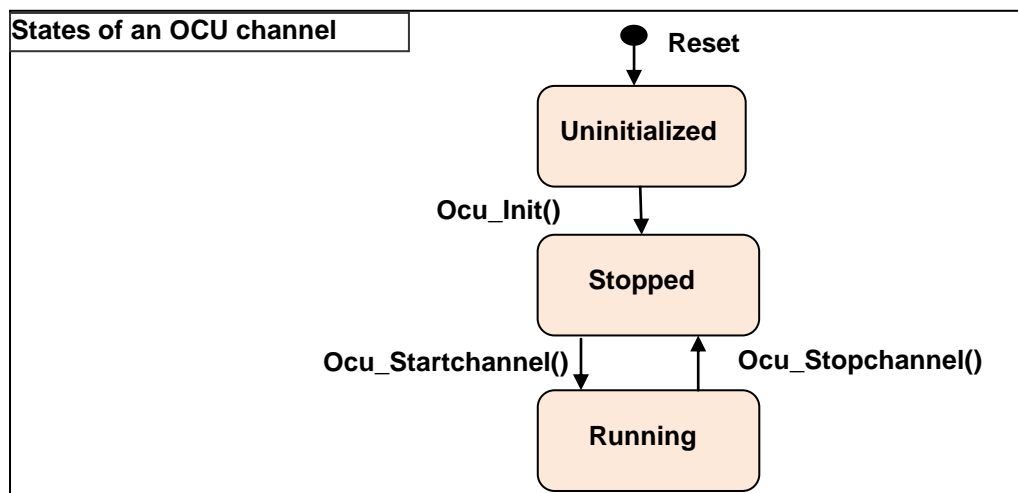 States of an OCU channel
Reset
Uninitialized
Ocu_Init()
Stopped
Ocu_Startchannel()
Ocu_Stopchannel()
Running